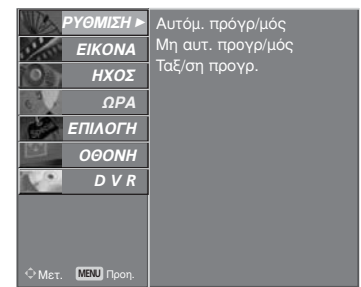 ΡΥΘΜΙΣΗ ►
ΕΙΚΟΝΑ
ΗΧΟΣ
ΩΡΑ
ΕΠΙΛΟΓΗ
ΟΘΟΝΗ
D V R
Αυτόμ. πρόγρ/μός
Μη αυτ. προγρ/μός
Ταξ/ση προγρ.
Μετ. MENU Προη.